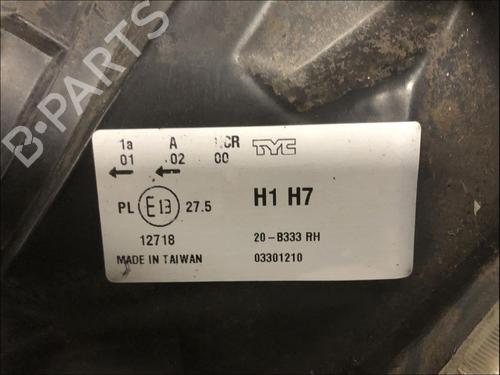 B-PARTS
1a A HCR TYC
01 02 00
PL E13 27.5 H1 H7
12718 20-B333 RH
MADE IN TAIWAN 03301210